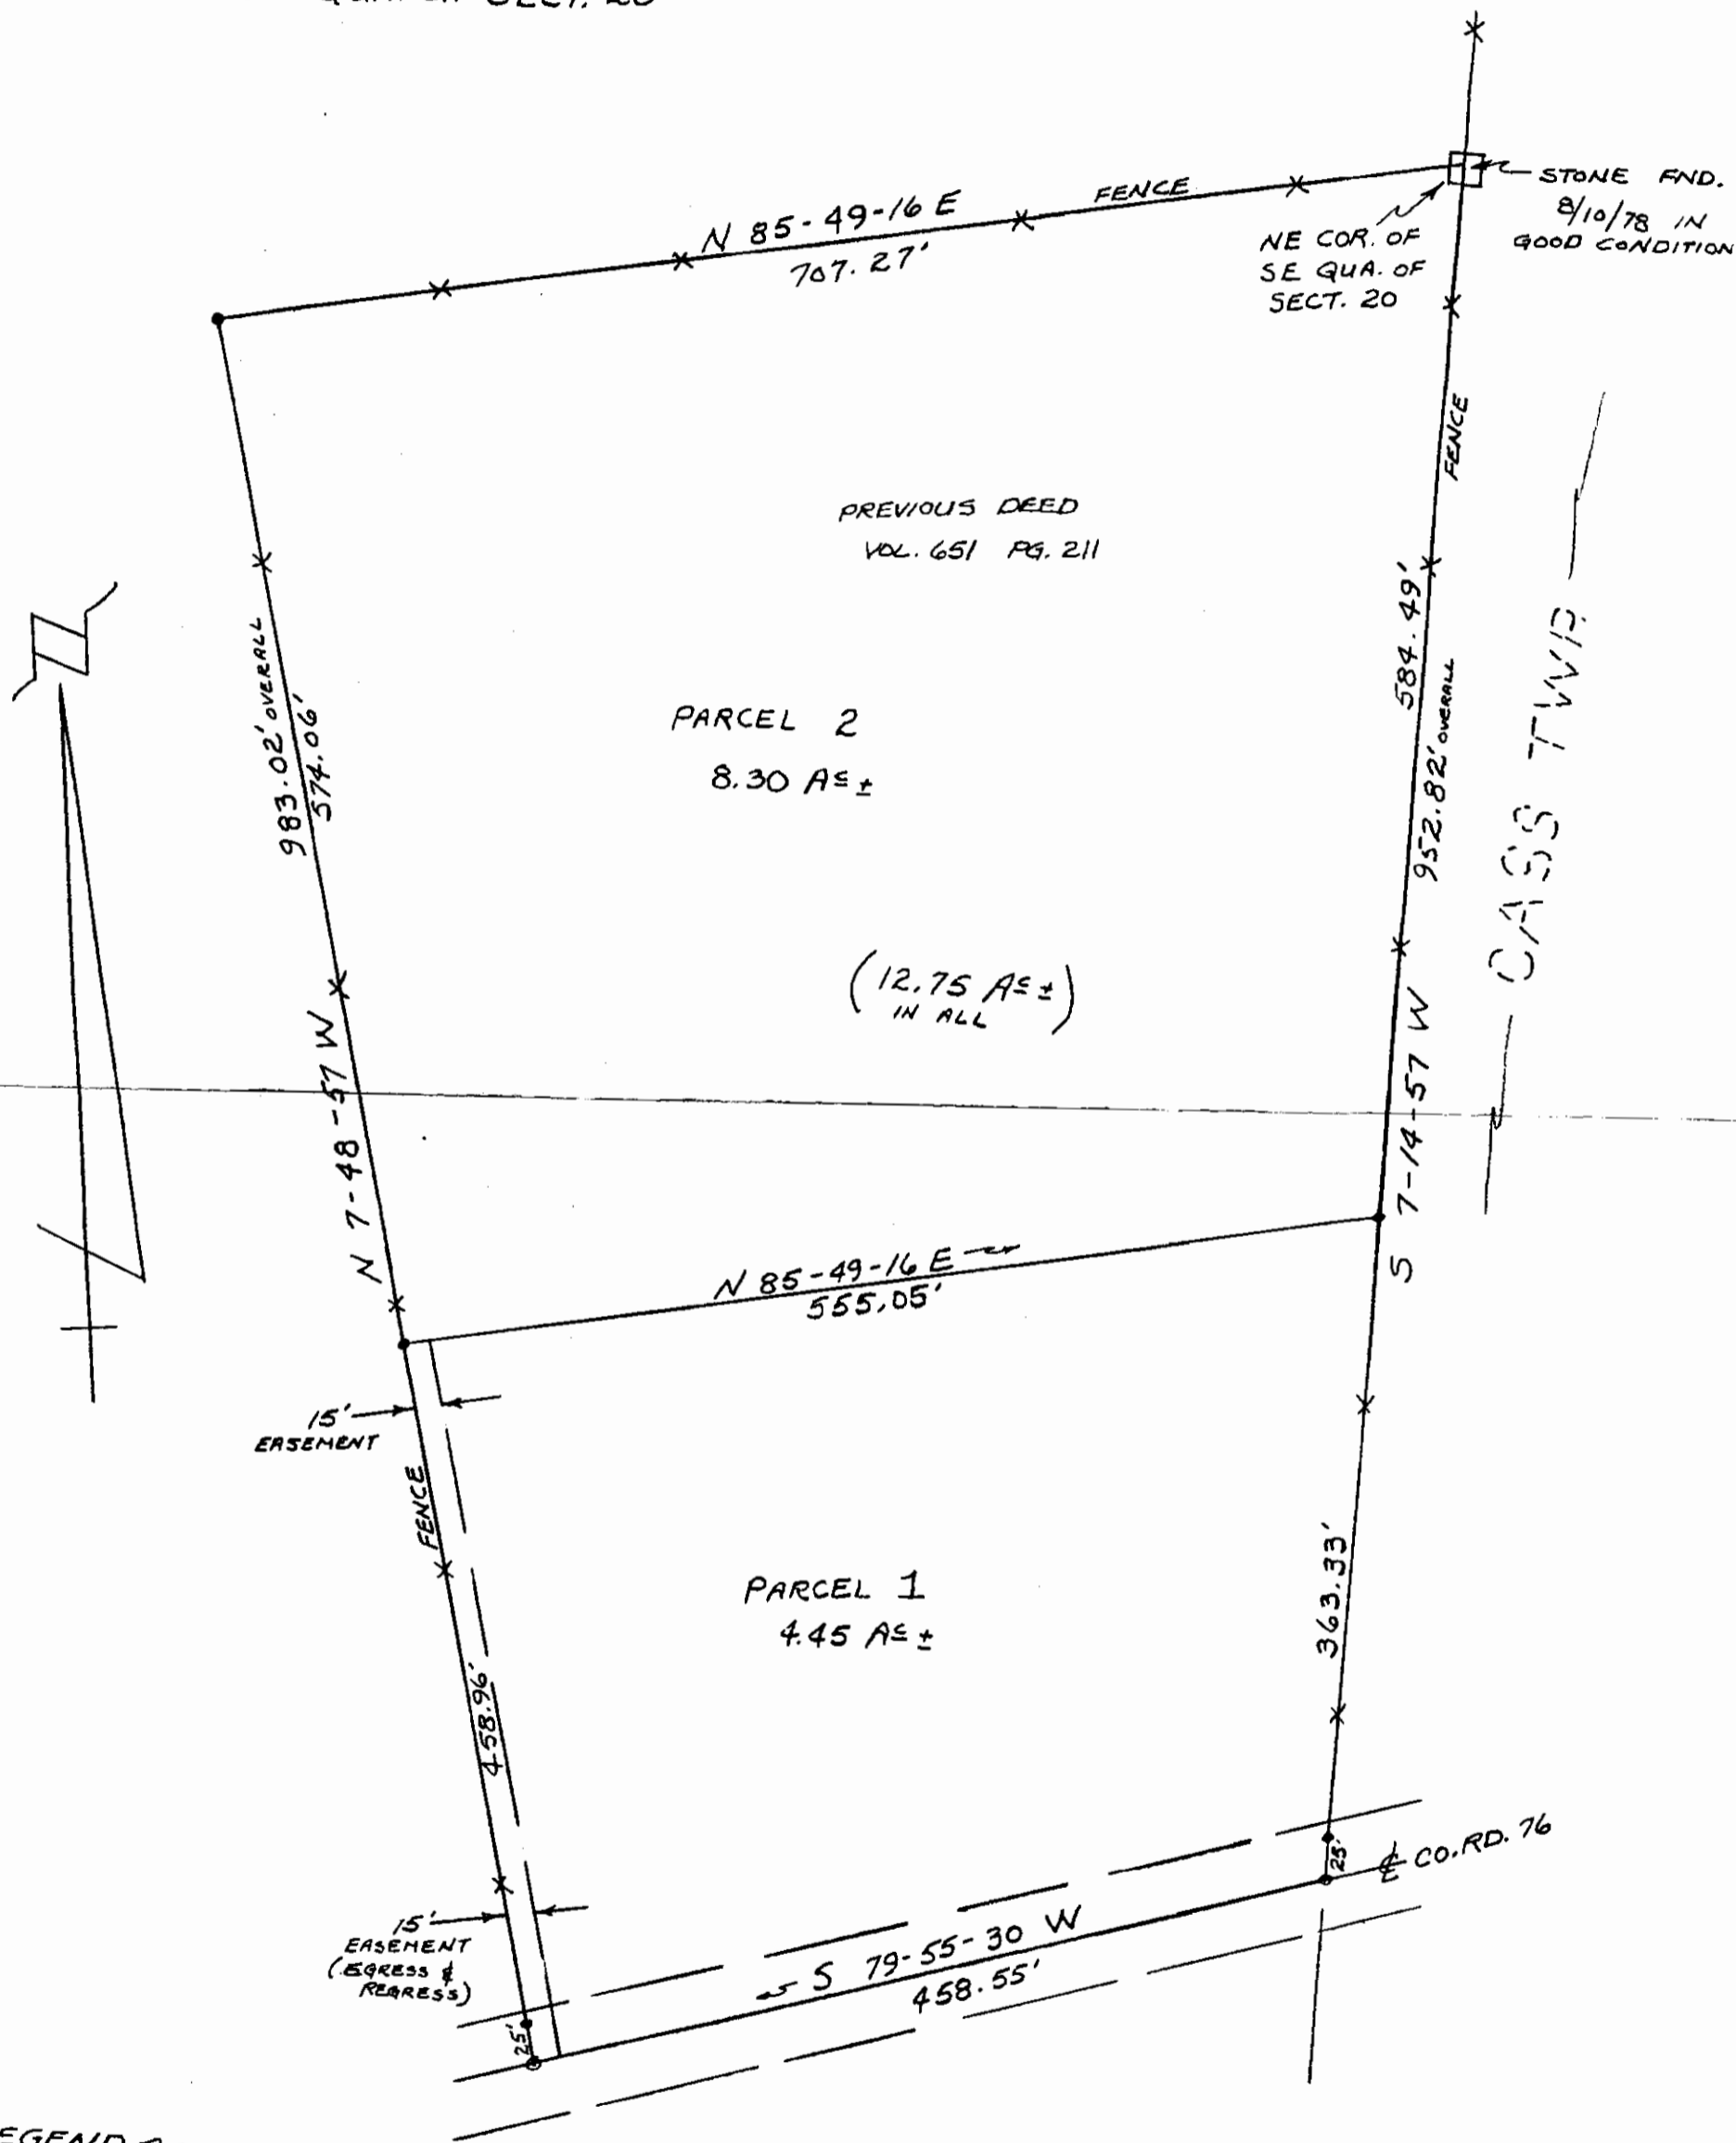 STONE FND.
8/10/78 IN
GOOD CONDITION
NE COR. OF
SE QUA. OF
SECT. 20
N 85-49-16 E
707.27'
FENCE
FENCE
PREVIOUS DEED
VOL. 651 PG. 211
584.49'
952.82' OVERALL
CASS TWP.
983.02' OVERALL
574.06'
PARCEL 2
8.30 Ac ±
(12.75 Ac ±)
IN ALL
N 7-48-57 W
S 7-14-57 W
N 85-49-16 E
555.05'
15'
EASEMENT
FENCE
PARCEL 1
4.45 Ac ±
363.33'
458.96'
15'
EASEMENT
(EGRESS &
REGRESS)
25'
25'
CO. RD. 76
S 79-55-30 W
458.55'